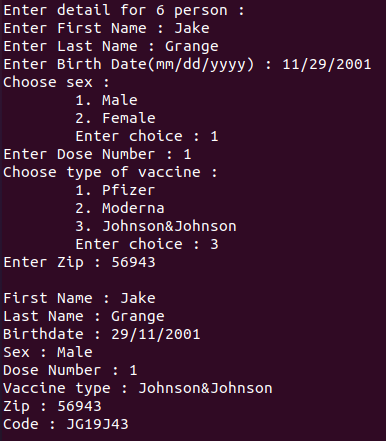 Enter detail for 6 person :
Enter First Name : Jake
Enter Last Name : Grange
Enter Birth Date(mm/dd/yyyy) : 11/29/2001
Choose sex :
1. Male
2. Female
Enter choice : 1
Enter Dose Number : 1
Choose type of vaccine :
1. Pfizer
2. Moderna
3. Johnson&Johnson
Enter choice : 3
Enter Zip : 56943
First Name : Jake
Last Name : Grange
Birthdate : 29/11/2001
Sex : Male
Dose Number : 1
Vaccine type : Johnson&Johnson
Zip : 56943
Code : JG19J43